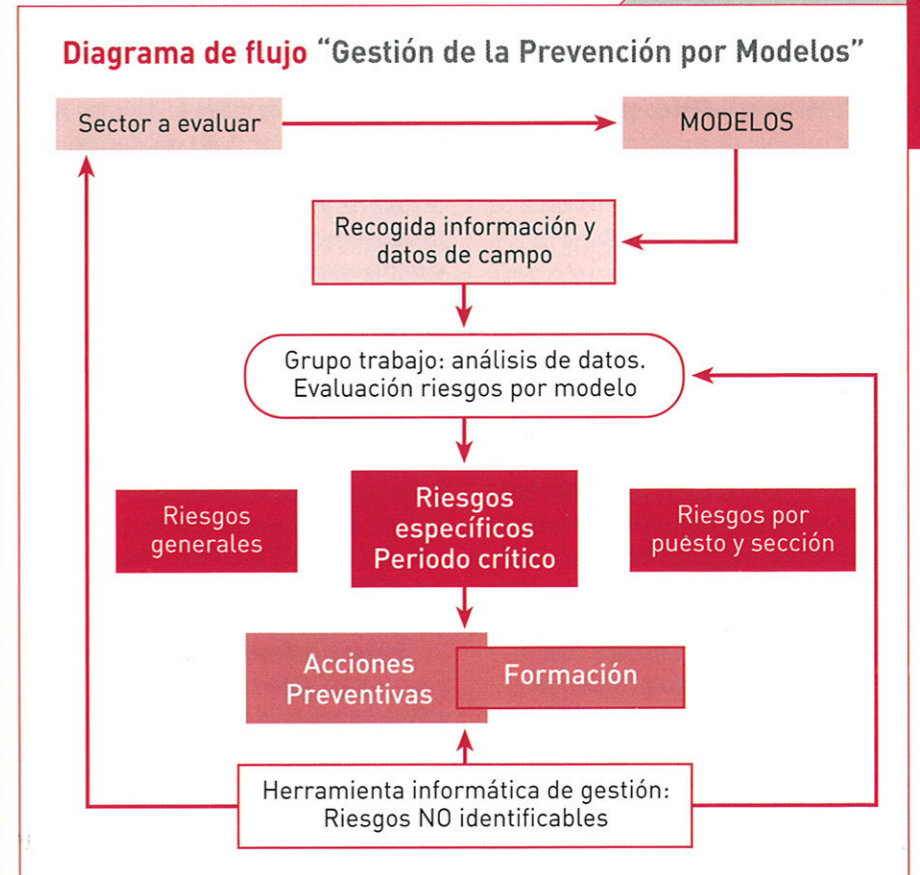 Diagrama de flujo “Gestión de la Prevención por Modelos”
Sector a evaluar
MODELOS
Recogida información y
datos de campo
Grupo trabajo: análisis de datos.
Evaluación riesgos por modelo
Riesgos
generales
Riesgos
específicos
Periodo crítico
Riesgos por
puesto y sección
Acciones
Preventivas
Formación
Herramienta informática de gestión:
Riesgos NO identificables